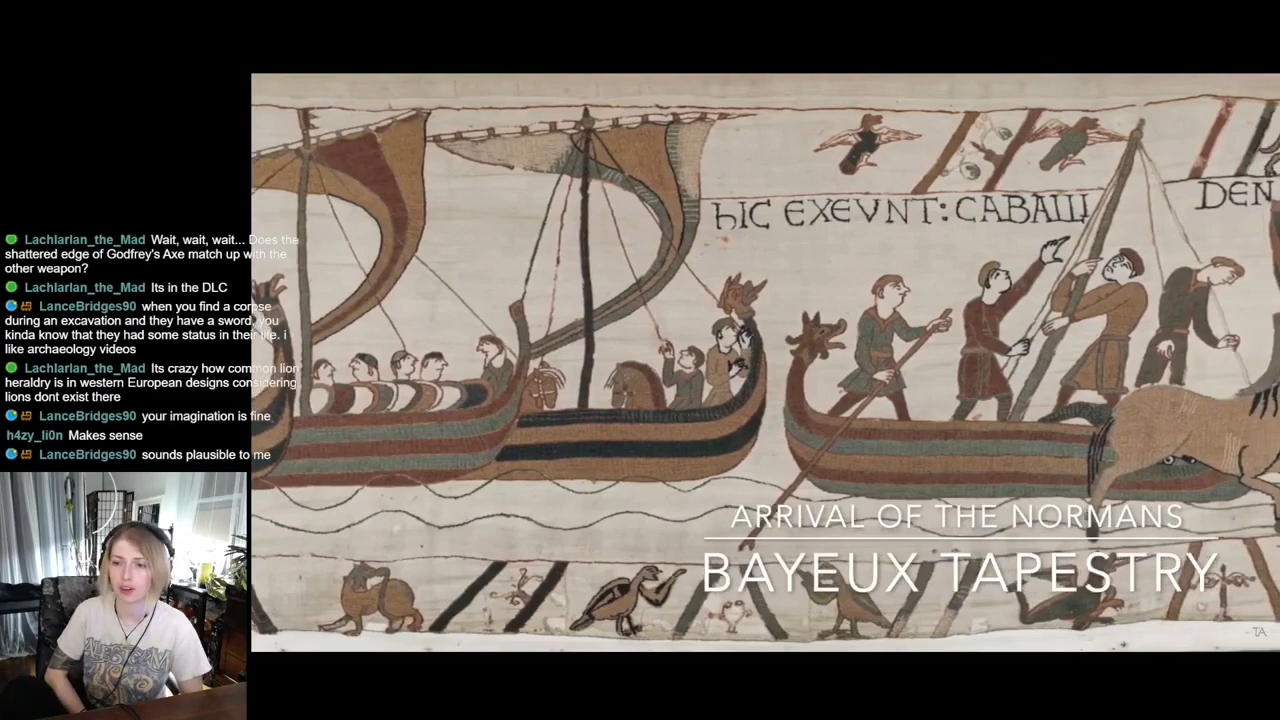 Lachlarlan_the_Mad Wait, wait, wait... Does the
shattered edge of Godfrey's Axe match up with the
other weapon?
Lachlarlan_the_Mad Its in the DLC
LanceBridges90 when you find a corpse
during an excavation and they have a sword, you
kinda know that they had some status in their life. i
like archaeology videos
Lachlarlan_the_Mad Its crazy how common lion
heraldry is in western European designs considering
lions dont exist there
LanceBridges90 your imagination is fine
h4zy_li0n Makes sense
LanceBridges90 sounds plausible to me
hIC EXEVNT: CABALLI
DEN
ARRIVAL OF THE NORMANS
BAYEUX TAPESTRY
- TA